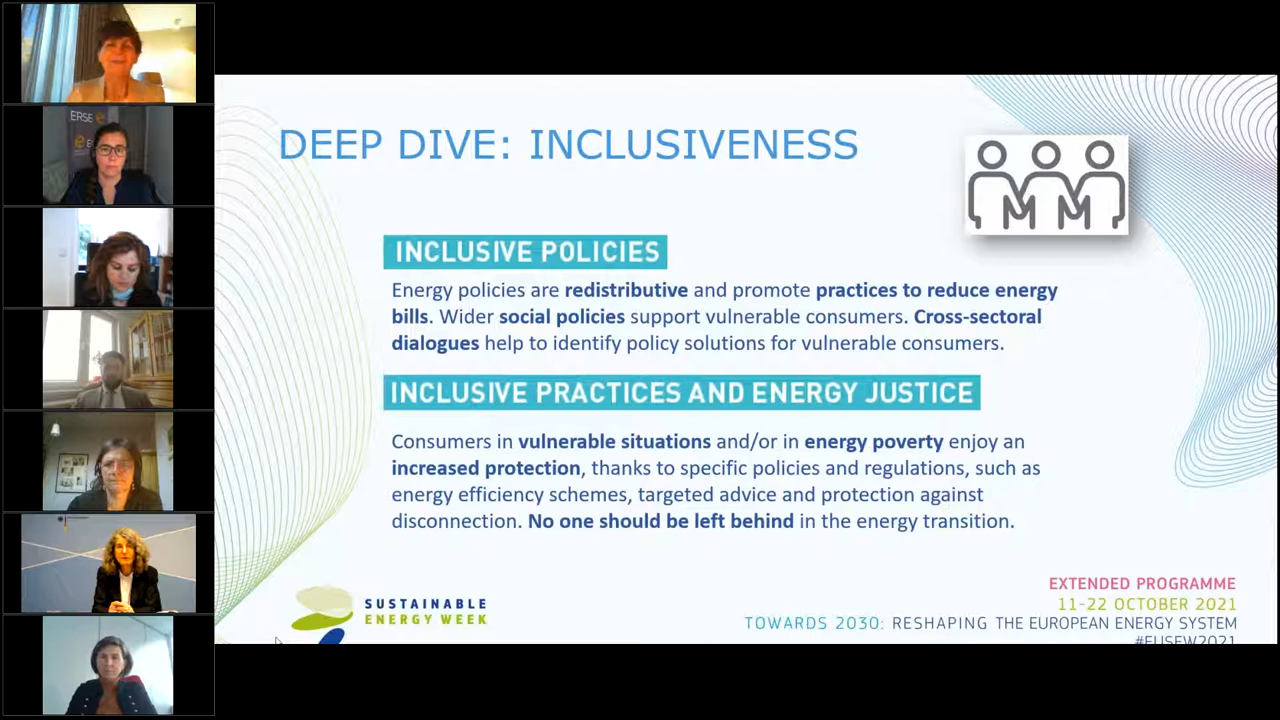 ERSE
DEEP DIVE: INCLUSIVENESS
INCLUSIVE POLICIES
Energy policies are redistributive and promote practices to reduce energy
bills. Wider social policies support vulnerable consumers. Cross-sectoral
dialogues help to identify policy solutions for vulnerable consumers.
INCLUSIVE PRACTICES AND ENERGY JUSTICE
Consumers in vulnerable situations and/or in energy poverty enjoy an
increased protection, thanks to specific policies and regulations, such as
energy efficiency schemes, targeted advice and protection against
disconnection. No one should be left behind in the energy transition.
SUSTAINABLE
ENERGY WEEK
EXTENDED PROGRAMME
11-22 OCTOBER 2021
TOWARDS 2030: RESHAPING THE EUROPEAN ENERGY SYSTEM
#EUSEW2021